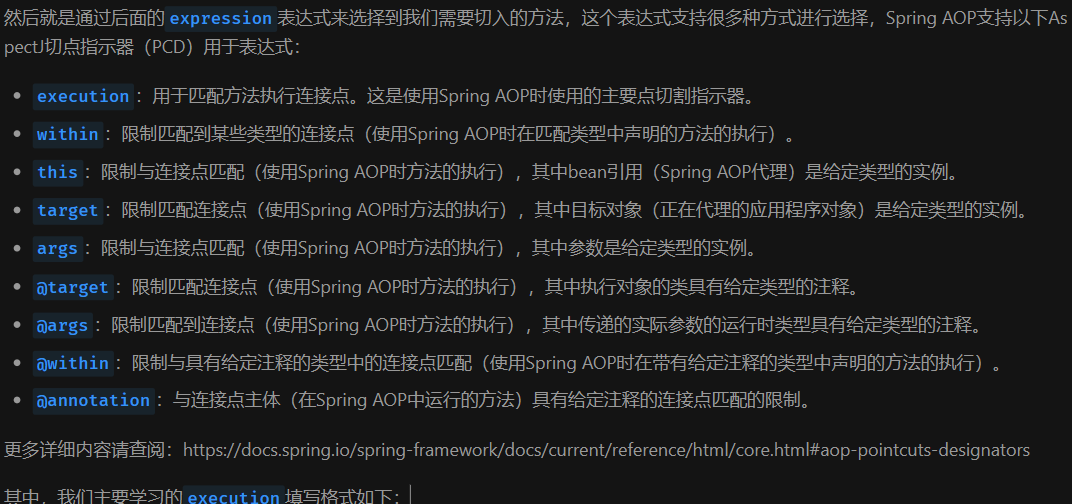 然后就是通过后面的expression表达式来选择到我们需要切入的方法，这个表达式支持很多种方式进行选择，Spring AOP支持以下As
pectJ切点指示器（PCD）用于表达式：
execution：用于匹配方法执行连接点。这是使用Spring AOP时使用的主要点切割指示器。
within：限制匹配到某些类型的连接点（使用Spring AOP时在匹配类型中声明的方法的执行）。
this：限制与连接点匹配（使用Spring AOP时方法的执行），其中bean引用（Spring AOP代理）是给定类型的实例。
target：限制匹配连接点（使用Spring AOP时方法的执行），其中目标对象（正在代理的应用程序对象）是给定类型的实例。
args：限制与连接点匹配（使用Spring AOP时方法的执行），其中参数是给定类型的实例。
@target：限制匹配连接点（使用Spring AOP时方法的执行），其中执行对象的类具有给定类型的注释。
@args：限制匹配到连接点（使用Spring AOP时方法的执行），其中传递的实际参数的运行时类型具有给定类型的注释。
@within：限制与具有给定注释的类型中的连接点匹配（使用Spring AOP时在带有给定注释的类型中声明的方法的执行）。
@annotation：与连接点主体（在Spring AOP中运行的方法）具有给定注释的连接点匹配的限制。
更多详细内容请查阅：https://docs.spring.io/spring-framework/docs/current/reference/html/core.html#aop-pointcuts-designators
其中，我们主要学习的execution填写格式如下：